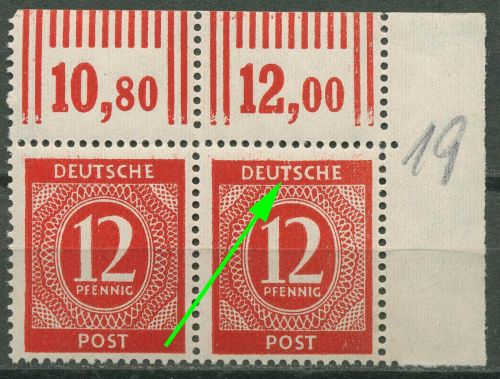 10,80 12,00
19
DEUTSCHE DEUTSCHE
12 12
PFENNIG PFENNIG
POST POST